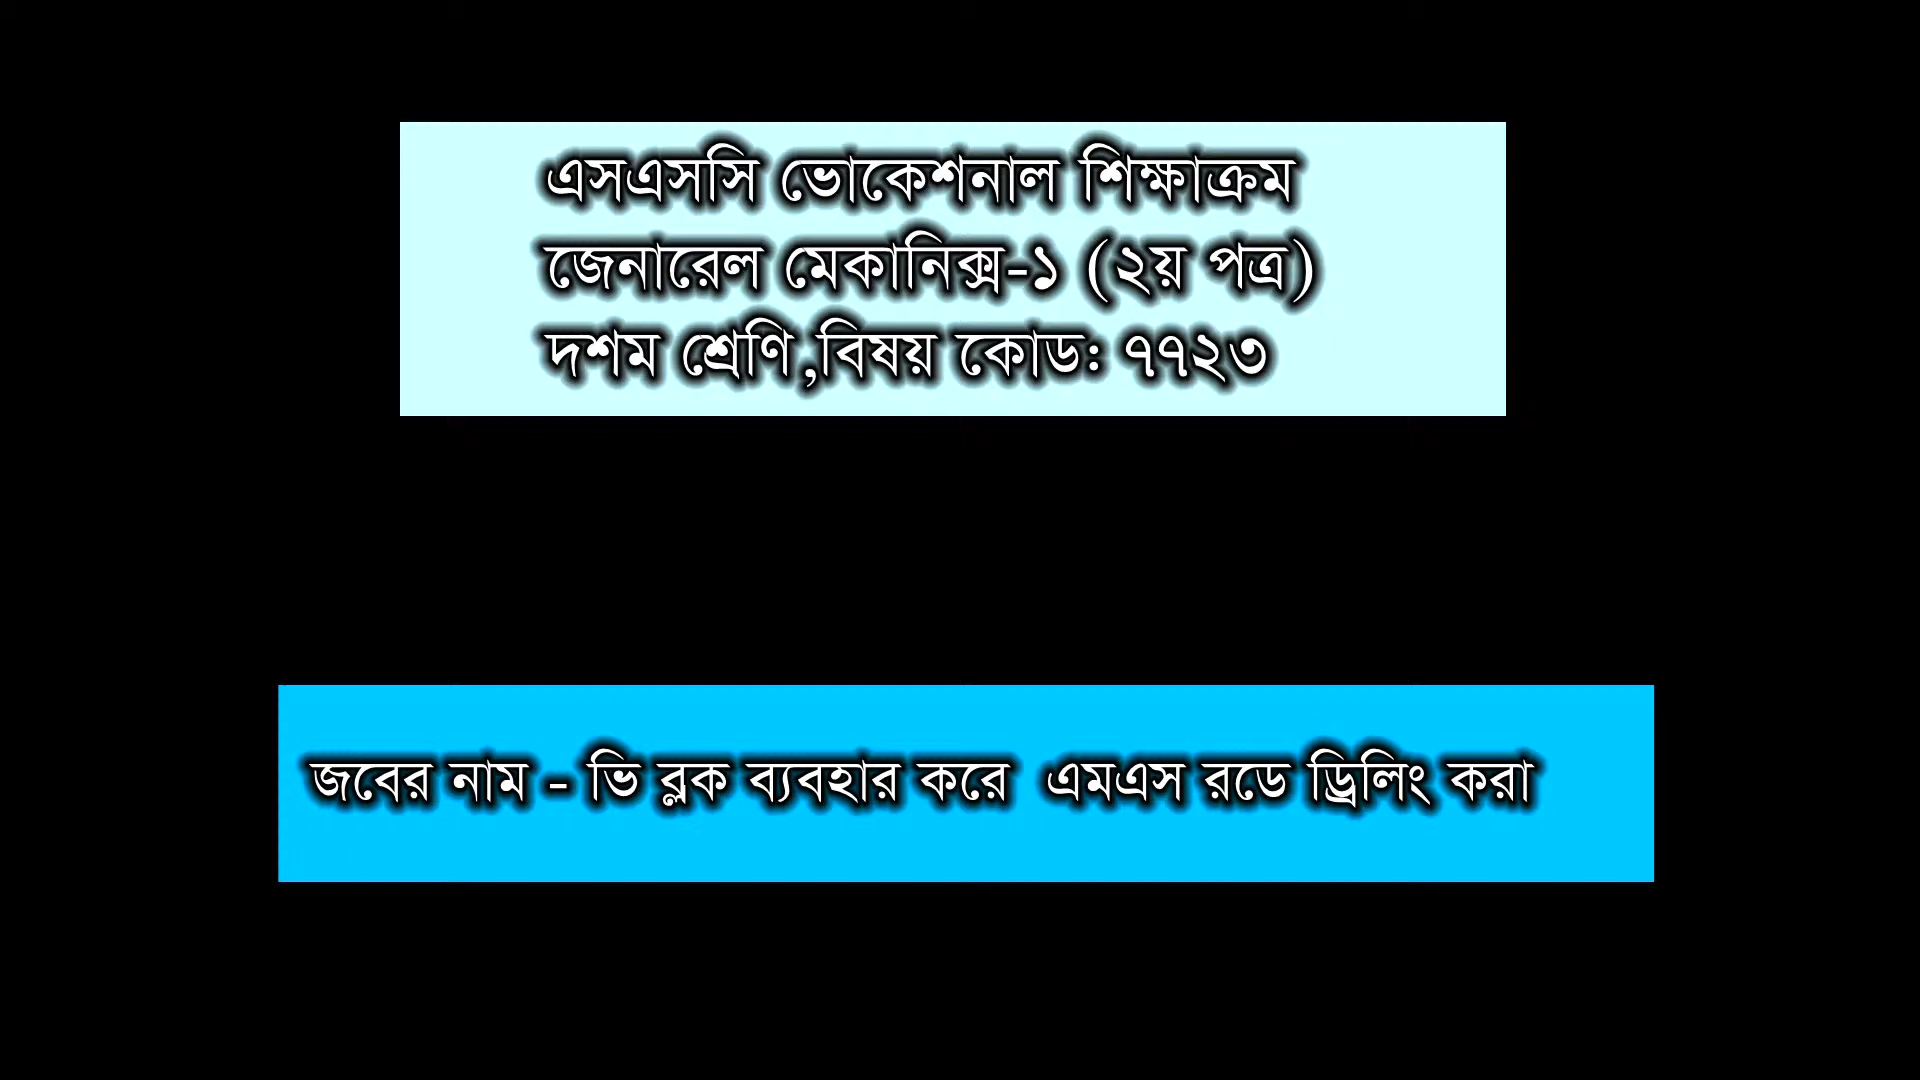 এসএসসি ভোকেশনাল শিক্ষাক্রম
জেনারেল মেকানিক্স-১ (২য় পত্র)
দশম শ্রেণি,বিষয় কোডঃ ৭৭২৩
জবের নাম - ভি ব্লক ব্যবহার করে এমএস রডে ড্রিলিং করা